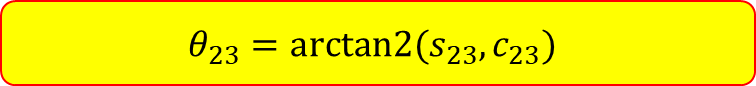 θ₂₃ = arctan2(s₂₃, c₂₃)